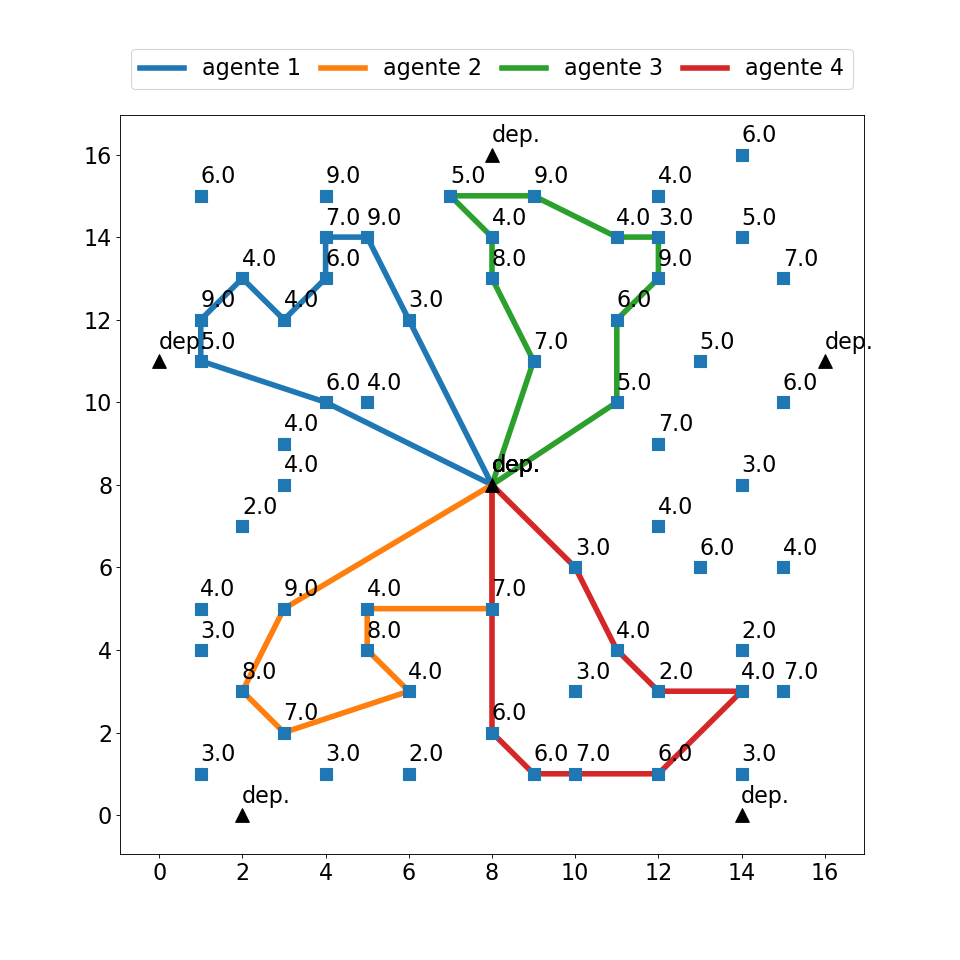 agente 1 agente 2 agente 3 agente 4
dep. 6.0
16
6.0 9.0 5.0 9.0 4.0
7.0 9.0 4.0 4.0 3.0 5.0
14
4.0 6.0 8.0 9.0 7.0
9.0 4.0 3.0 6.0
12
dep. 5.0 7.0 5.0 dep.
6.0 4.0 5.0 6.0
10
4.0 7.0
4.0 dep. dep. 3.0
8
2.0 4.0
3.0 6.0 4.0
6
4.0 9.0 4.0 7.0
3.0 8.0 4.0 2.0
4
8.0 4.0 3.0 2.0 4.0 7.0
7.0 6.0
2
3.0 3.0 2.0 6.0 7.0 6.0 3.0
dep. dep.
0
0 2 4 6 8 10 12 14 16